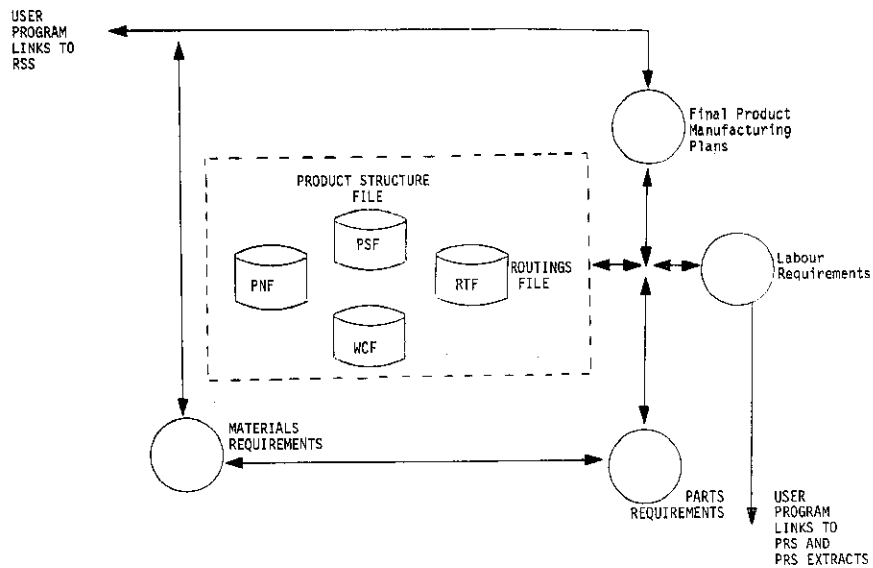 USER
PROGRAM
LINKS TO
RSS
Final Product
Manufacturing
Plans
PRODUCT STRUCTURE
FILE
PSF
PNF
RTF
ROUTINGS
FILE
WCF
Labour
Requirements
MATERIALS
REQUIREMENTS
PARTS
REQUIREMENTS
USER
PROGRAM
LINKS TO
PRS AND
PRS EXTRACTS